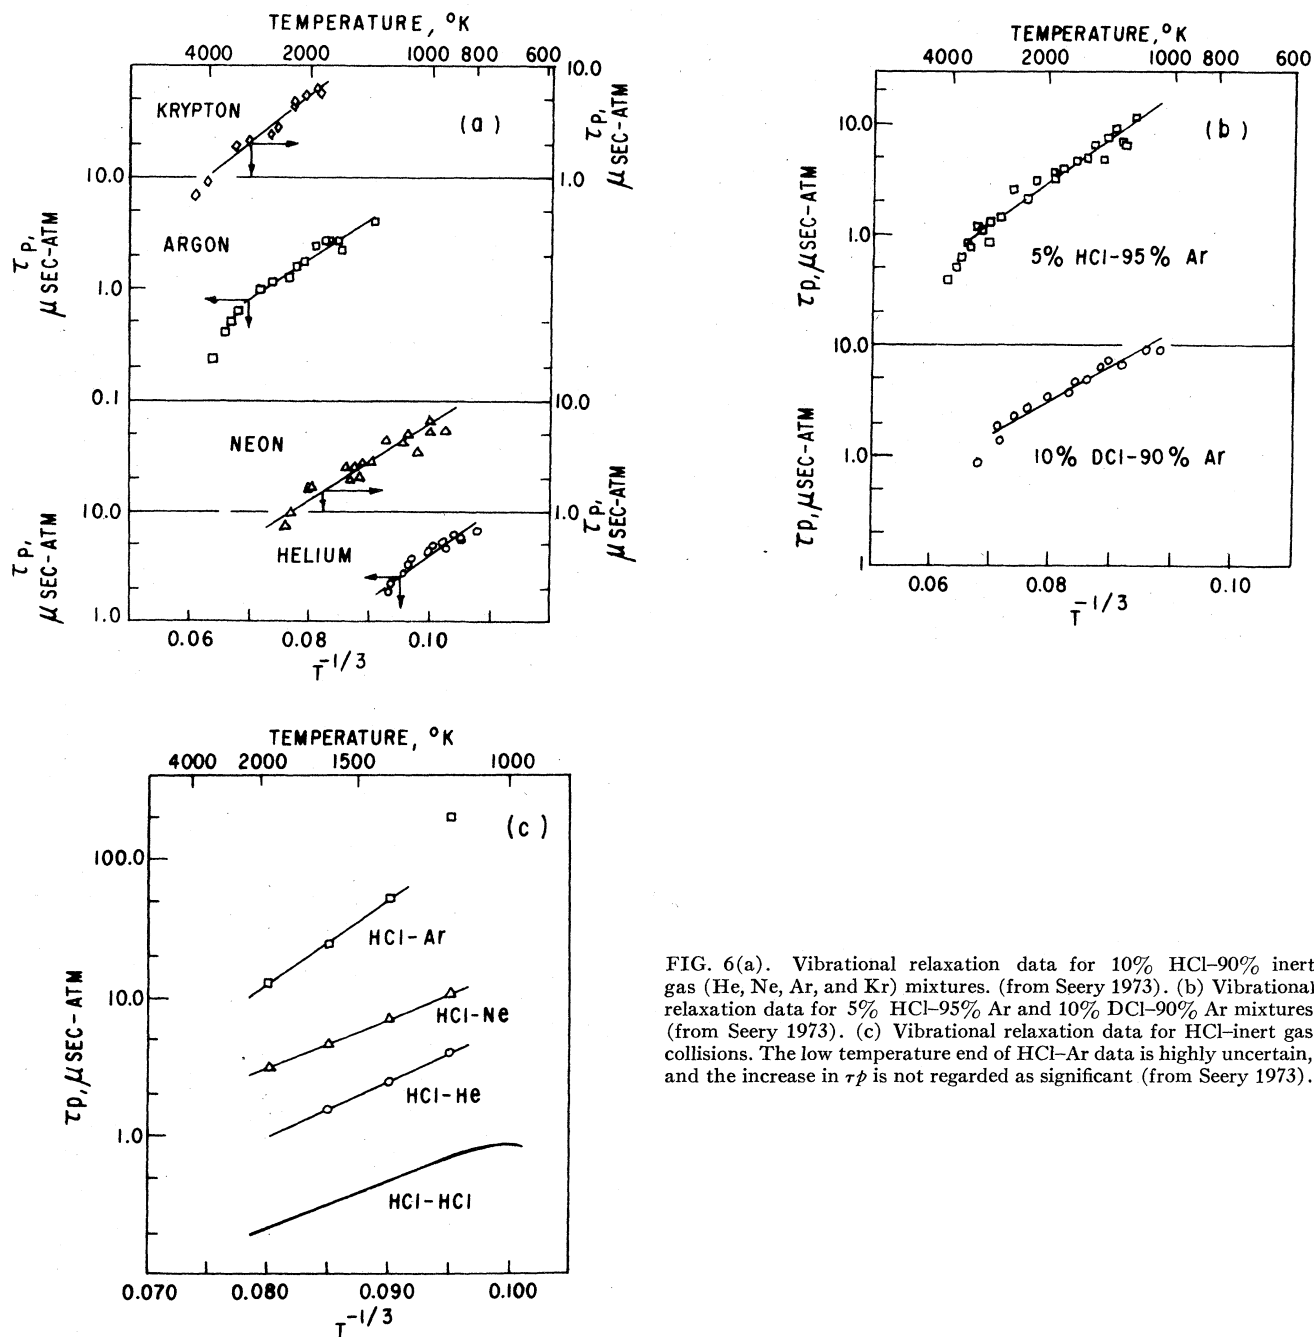 TEMPERATURE, °K
4000 2000 1000 800 600
10.0
KRYPTON
(a)
τp,
μSEC-ATM
10.0
1.0
τp,
μSEC-ATM
ARGON
1.0
0.1
10.0
NEON
τp,
μSEC-ATM
10.0
1.0
τp,
μSEC-ATM
HELIUM
1.0
0.06 0.08 0.10
T-1/3
TEMPERATURE, °K
4000 2000 1000 800 600
(b)
10.0
τp, μSEC-ATM
1.0
5% HCl-95% Ar
10.0
τp, μSEC-ATM
1.0
10% DCl-90% Ar
1
0.06 0.08 0.10
T-1/3
TEMPERATURE, °K
4000 2000 1500 1000
(c)
100.0
HCl-Ar
τp, μSEC-ATM
10.0
HCl-Ne
HCl-He
1.0
HCl-HCl
0.070 0.080 0.090 0.100
T-1/3
FIG. 6(a). Vibrational relaxation data for 10% HCl–90% inert
gas (He, Ne, Ar, and Kr) mixtures. (from Seery 1973). (b) Vibrational
relaxation data for 5% HCl–95% Ar and 10% DCl–90% Ar mixtures
(from Seery 1973). (c) Vibrational relaxation data for HCl–inert gas
collisions. The low temperature end of HCl–Ar data is highly uncertain,
and the increase in τp is not regarded as significant (from Seery 1973).